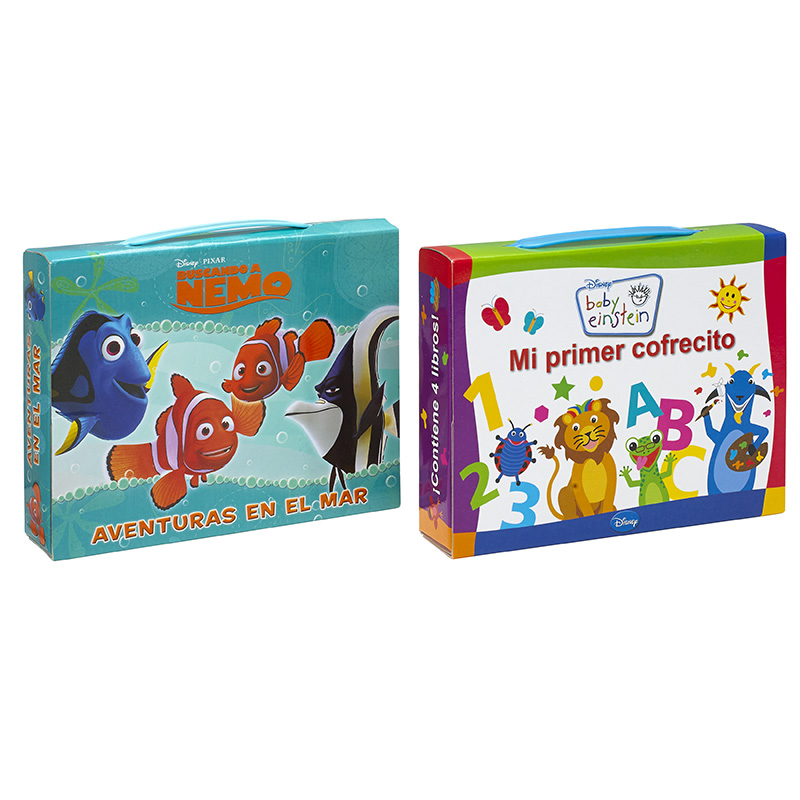 Disney PIXAR
BUSCANDO A
NEMO
AVENTURAS EN EL MAR
AVENTURAS
EN EL MAR
Disney
baby
einstein
Mi primer cofrecito
¡Contiene 4 libros!
1
2
3
A
B
C
Disney